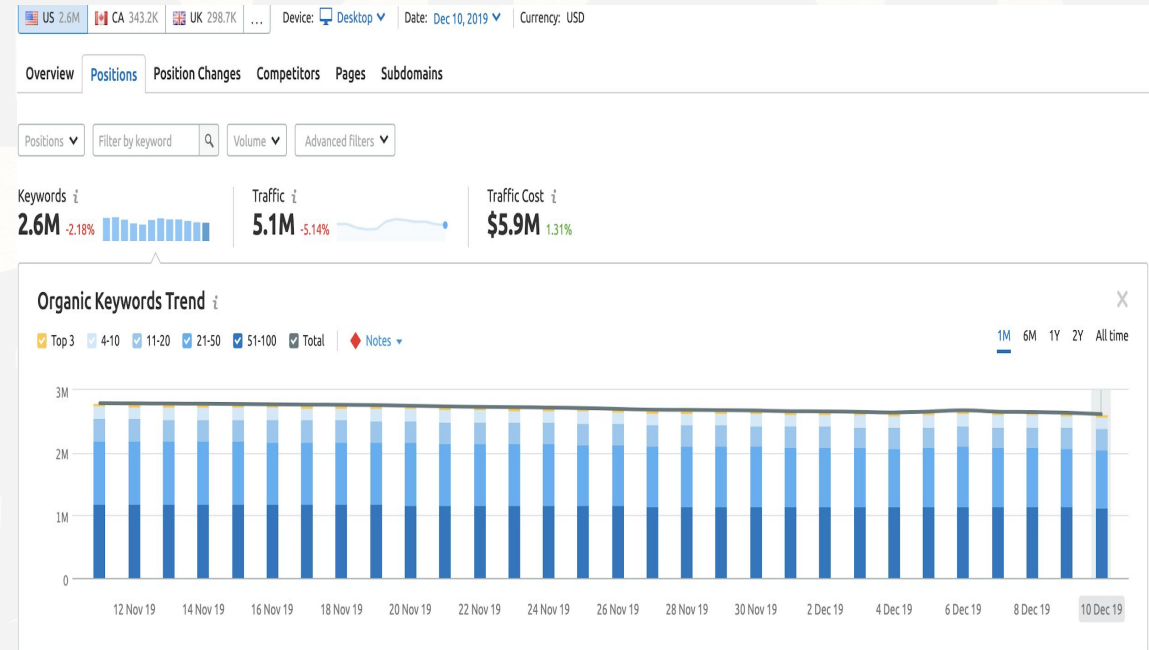 US 2.6M CA 343.2K UK 298.7K ... Device: Desktop Date: Dec 10, 2019 Currency: USD
Overview Positions Position Changes Competitors Pages Subdomains
Positions Filter by keyword Volume Advanced filters
Keywords i Traffic i Traffic Cost i
2.6M -2.18% 5.1M -5.14% $5.9M 1.31%
Organic Keywords Trend i X
Top 3 4-10 11-20 21-50 51-100 Total Notes 1M 6M 1Y 2Y All time
3M
2M
1M
0
12 Nov 19 14 Nov 19 16 Nov 19 18 Nov 19 20 Nov 19 22 Nov 19 24 Nov 19 26 Nov 19 28 Nov 19 30 Nov 19 2 Dec 19 4 Dec 19 6 Dec 19 8 Dec 19 10 Dec 19